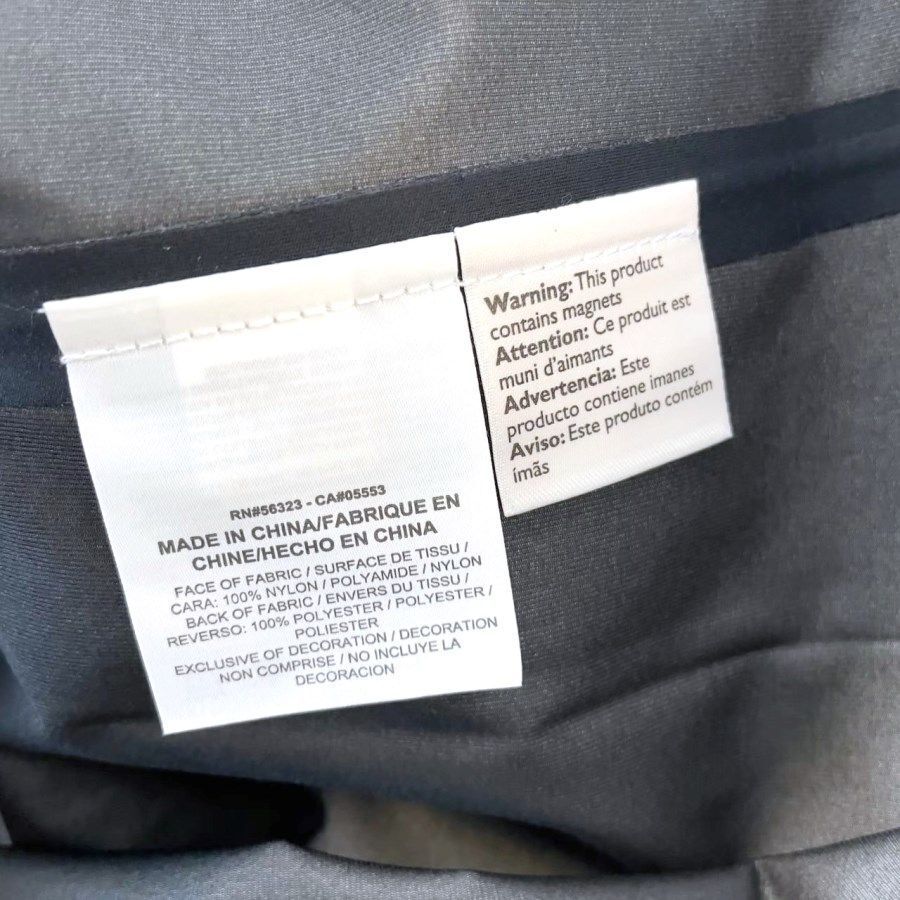 RN#56323 - CA#05553
MADE IN CHINA/FABRIQUE EN
CHINE/HECHO EN CHINA
FACE OF FABRIC / SURFACE DE TISSU /
CARA: 100% NYLON / POLYAMIDE / NYLON
BACK OF FABRIC / ENVERS DU TISSU /
REVERSO: 100% POLYESTER / POLYESTER /
POLIESTER
EXCLUSIVE OF DECORATION / DECORATION
NON COMPRISE / NO INCLUYE LA
DECORACION
Warning: This product
contains magnets
Attention: Ce produit est
muni d'aimants
Advertencia: Este
producto contiene imanes
Aviso: Este produto contém
ímãs